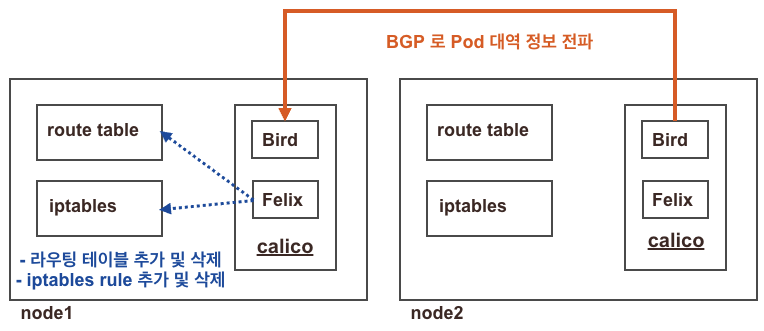 BGP 로 Pod 대역 정보 전파
route table
Bird
iptables
Felix
calico
- 라우팅 테이블 추가 및 삭제
- iptables rule 추가 및 삭제
node1
route table
Bird
iptables
Felix
calico
node2